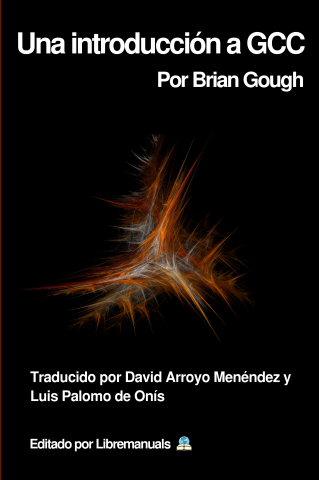 Una introducción a GCC
Por Brian Gough
Traducido por David Arroyo Menéndez y
Luis Palomo de Onís
Editado por Libremanuals